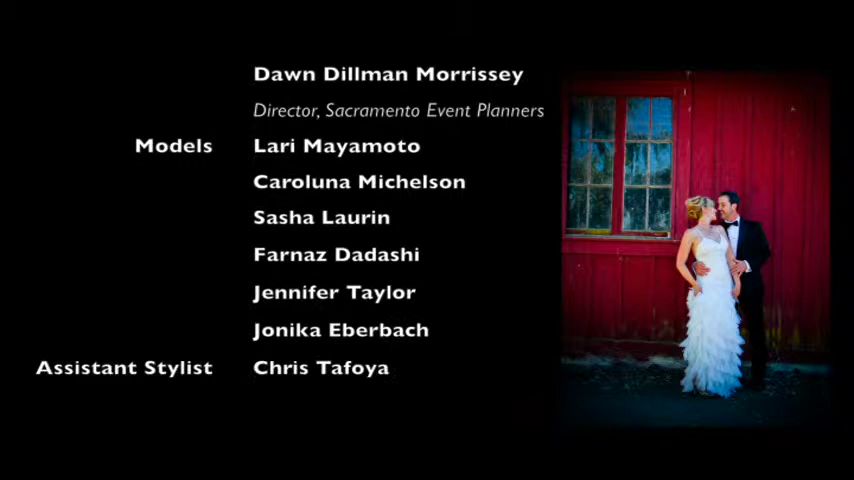 Dawn Dillman Morrissey
Director, Sacramento Event Planners
Models Lari Mayamoto
Caroluna Michelson
Sasha Laurin
Farnaz Dadashi
Jennifer Taylor
Jonika Eberbach
Assistant Stylist Chris Tafoya